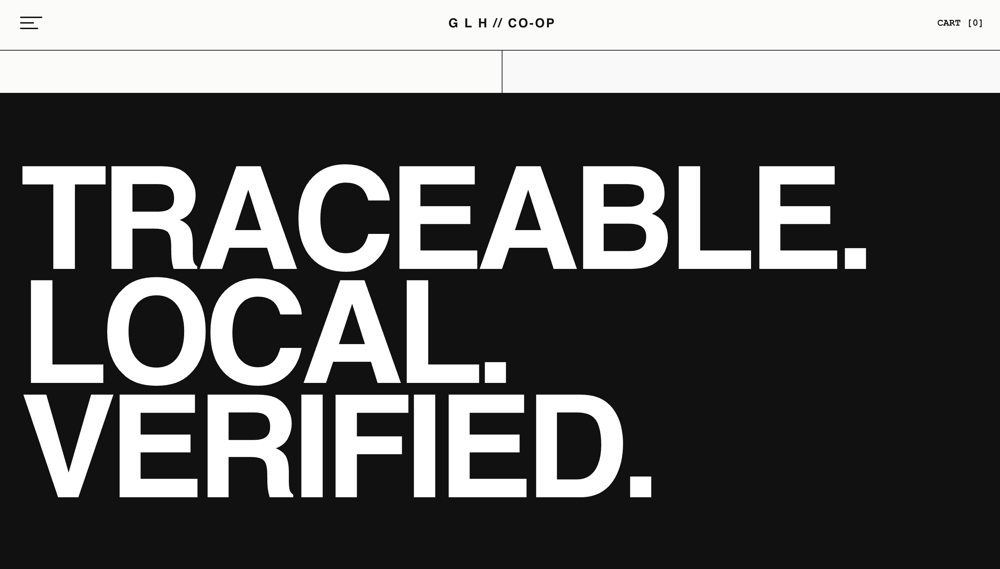 G L H // CO-OP
CART [0]
TRACEABLE.
LOCAL.
VERIFIED.